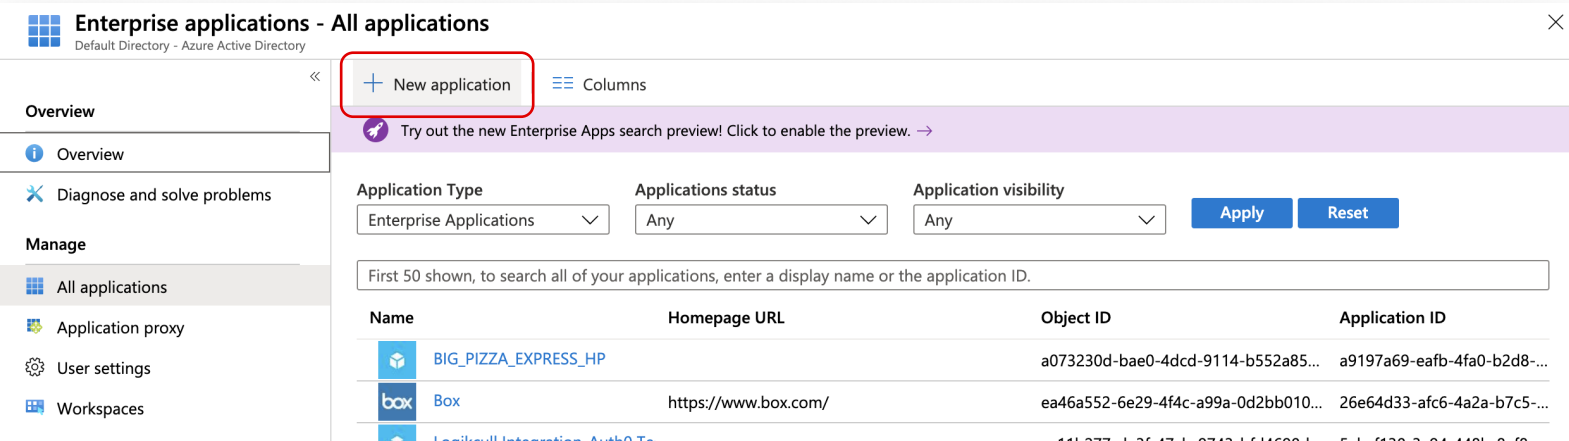 Enterprise applications - All applications
Default Directory - Azure Active Directory
Overview
Overview
Diagnose and solve problems
Manage
All applications
Application proxy
User settings
Workspaces
New application
Columns
Try out the new Enterprise Apps search preview! Click to enable the preview.
Application Type
Applications status
Application visibility
Enterprise Applications
Any
Any
Apply
Reset
First 50 shown, to search all of your applications, enter a display name or the application ID.
Name Homepage URL Object ID Application ID
BIG_PIZZA_EXPRESS_HP a073230d-bae0-4dcd-9114-b552a85... a9197a69-eafb-4fa0-b2d8-...
box Box https://www.box.com/ ea46a552-6e29-4f4c-a99a-0d2bb010... 26e64d33-afc6-4a2a-b7c5-...